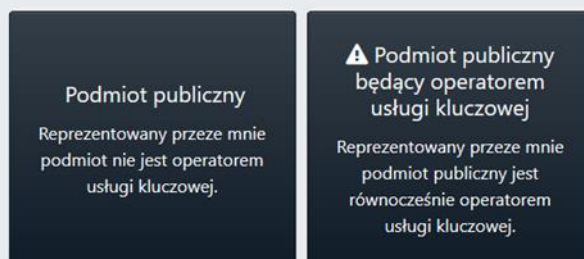 Podmiot publiczny
Reprezentowany przeze mnie
podmiot nie jest operatorem
usługi kluczowej.
Podmiot publiczny
będący operatorem
usługi kluczowej
Reprezentowany przeze mnie
podmiot publiczny jest
równocześnie operatorem
usługi kluczowej.